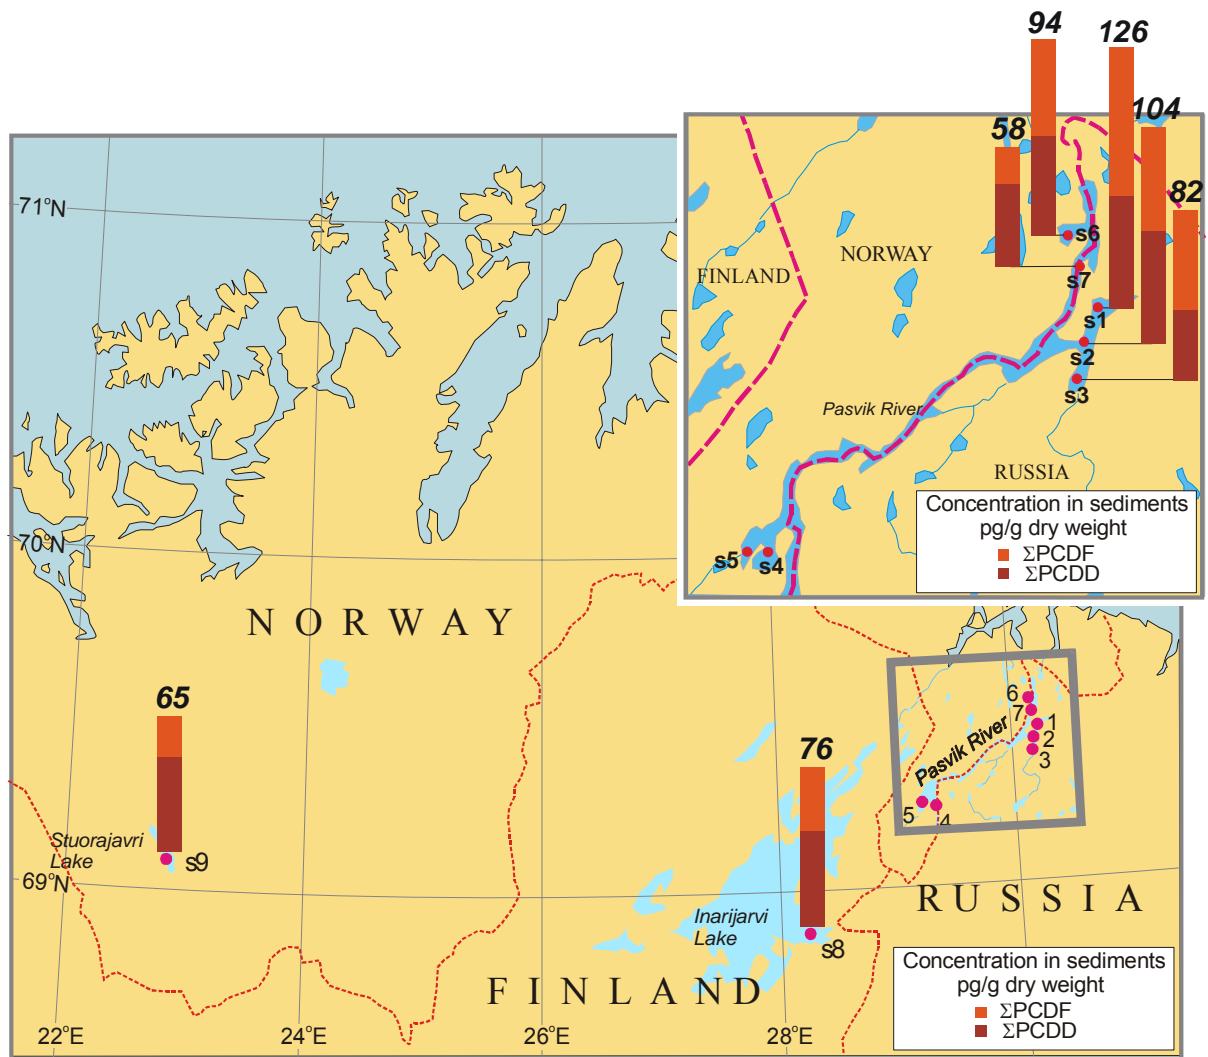 94
126
104
58
82
s6
NORWAY
FINLAND
s7
s1
s2
s3
Pasvik River
RUSSIA
Concentration in sediments
pg/g dry weight
ΣPCDF
ΣPCDD
s5
s4
71°N
70°N
NORWAY
65
76
6
7
1
2
3
Pasvik River
5
4
Stuorajavri
Lake
s9
69°N
RUSSIA
Inarijarvi
Lake
s8
FINLAND
Concentration in sediments
pg/g dry weight
ΣPCDF
ΣPCDD
22°E
24°E
26°E
28°E